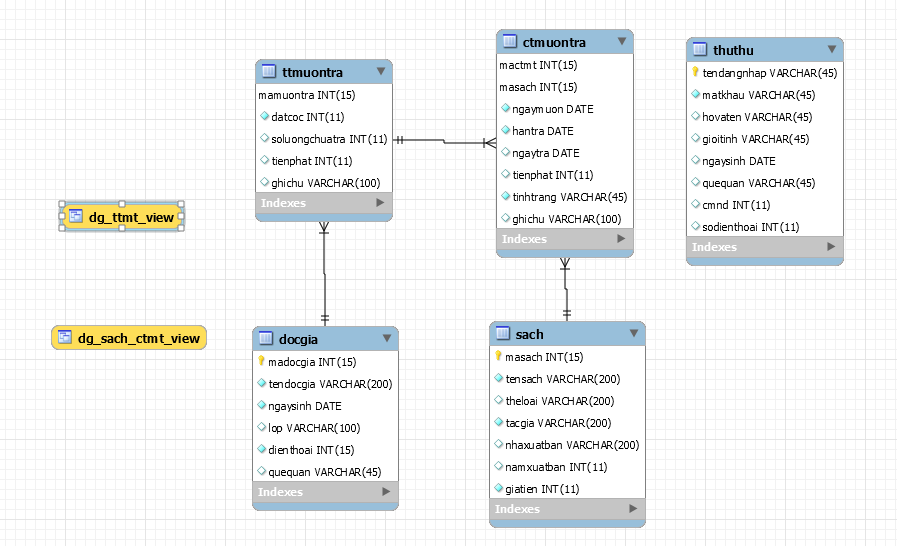 ttmuontra
mamuontra INT(15)
datcoc INT(11)
soluongchuatra INT(11)
tienphat INT(11)
ghichu VARCHAR(100)
Indexes
ctmuontra
mactmt INT(15)
masach INT(15)
ngaymuon DATE
hantra DATE
ngaytra DATE
tienphat INT(11)
tinhtrang VARCHAR(45)
ghichu VARCHAR(100)
Indexes
thuthu
tendangnhap VARCHAR(45)
matkhau VARCHAR(45)
hovaten VARCHAR(45)
gioitinh VARCHAR(45)
ngaysinh DATE
quequan VARCHAR(45)
cmnd INT(11)
sodienthoai INT(11)
Indexes
dg_ttmt_view
dg_sach_ctmt_view
docgia
madocgia INT(15)
tendocgia VARCHAR(200)
ngaysinh DATE
lop VARCHAR(100)
dienthoai INT(15)
quequan VARCHAR(45)
Indexes
sach
masach INT(15)
tensach VARCHAR(200)
theloai VARCHAR(200)
tacgia VARCHAR(200)
nhaxuatban VARCHAR(200)
namxuatban INT(11)
giatien INT(11)
Indexes